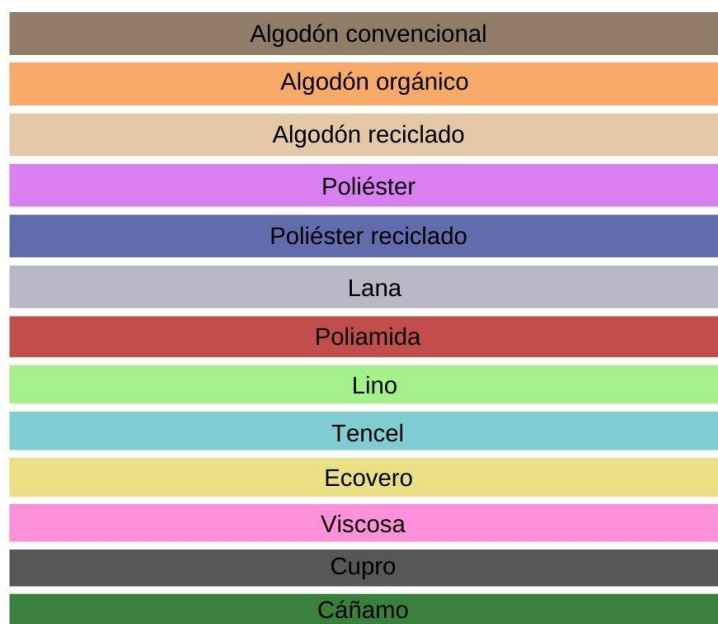 Algodón convencional
Algodón orgánico
Algodón reciclado
Poliéster
Poliéster reciclado
Lana
Poliamida
Lino
Tencel
Ecovero
Viscosa
Cupro
Cáñamo